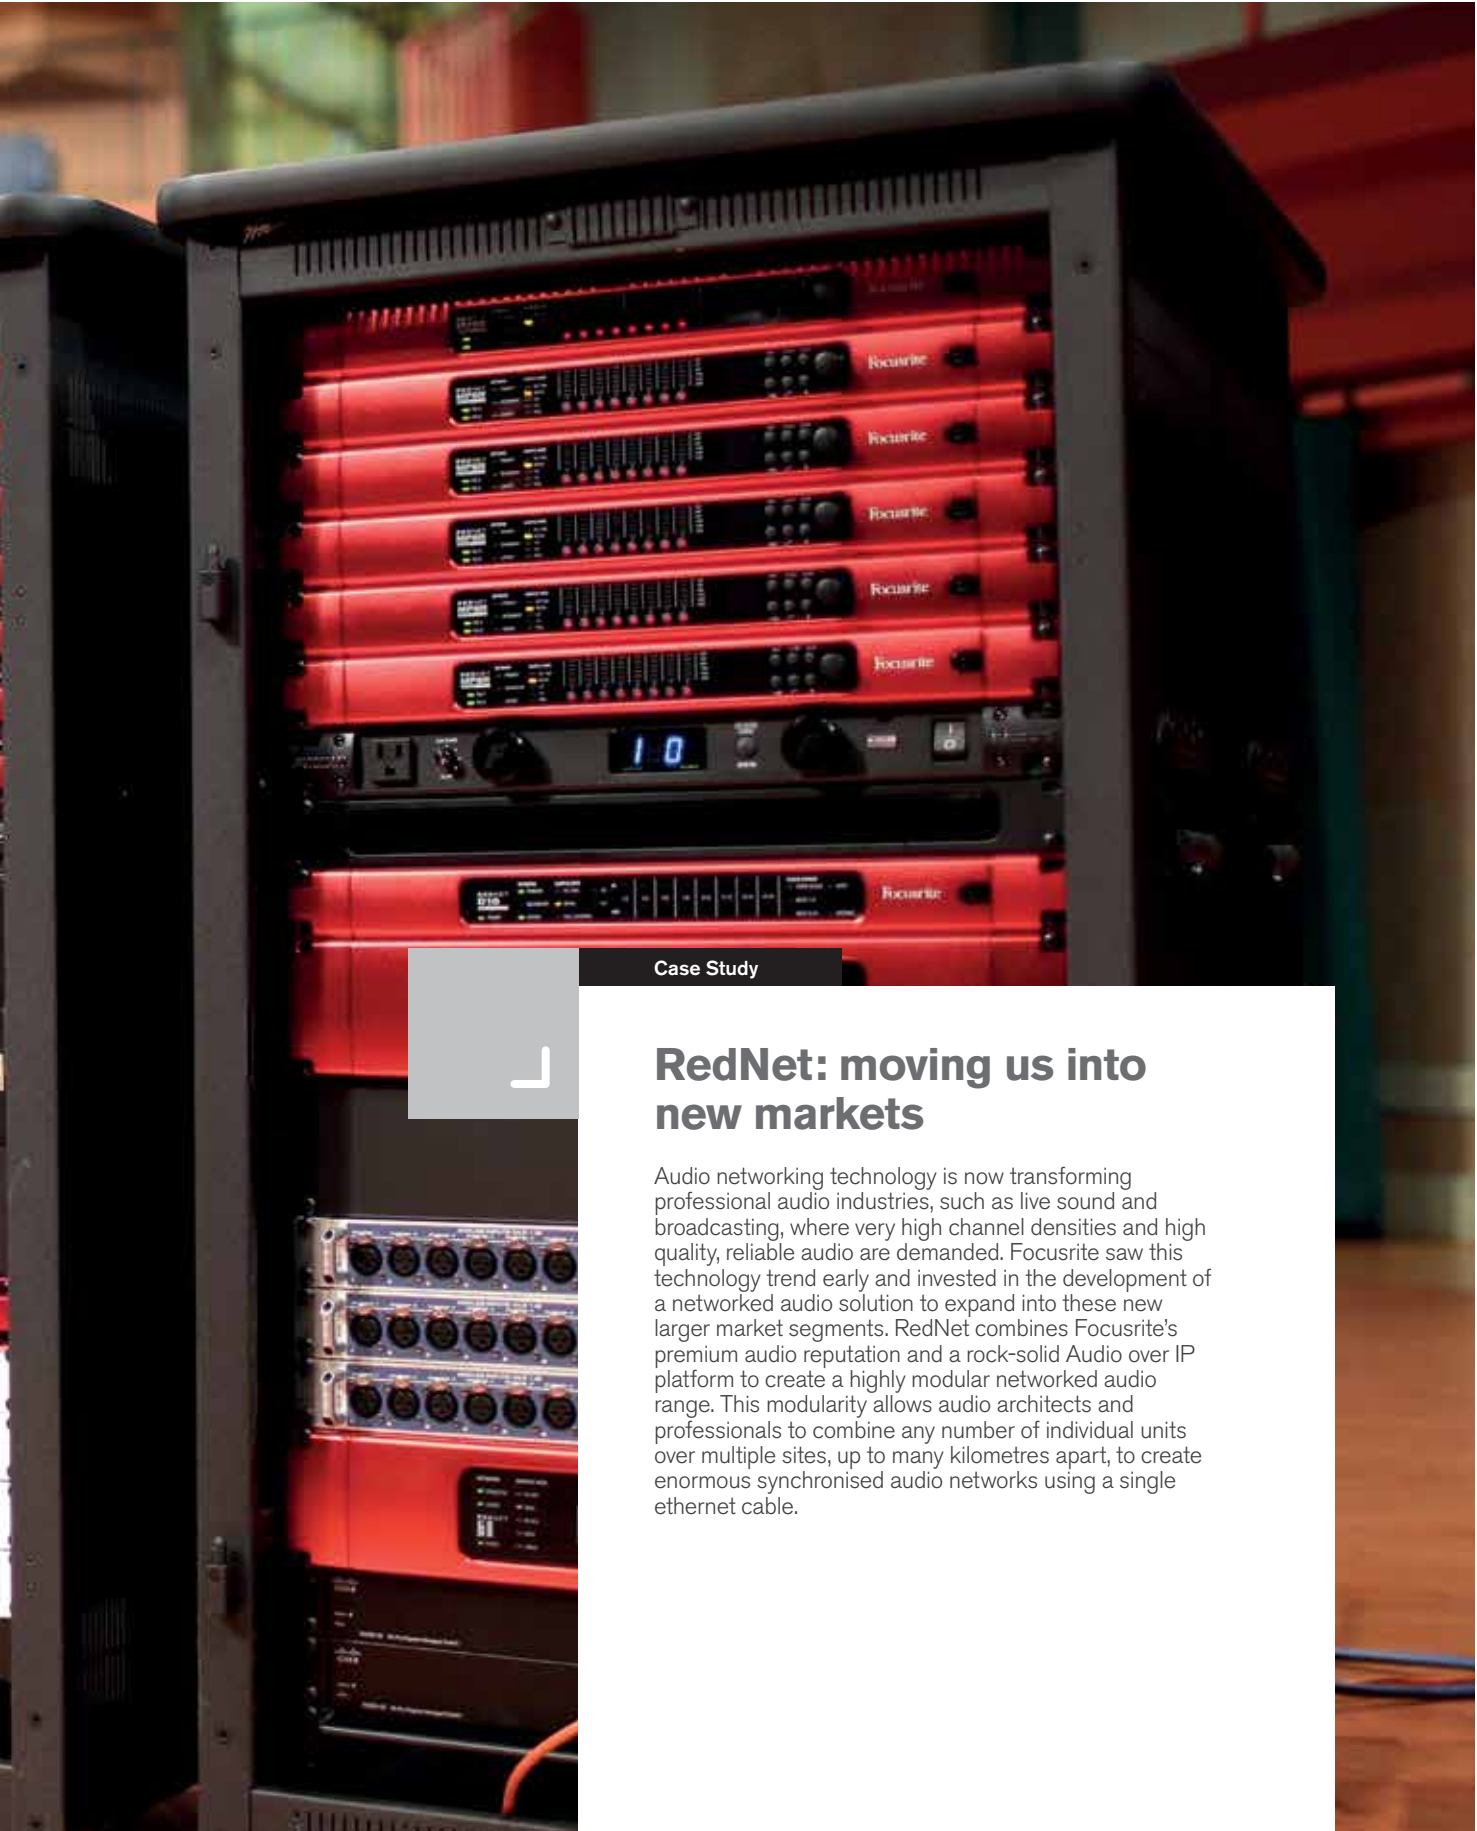 Focusrite
Focusrite
Focusrite
Focusrite
Focusrite
10
Focusrite
D16
Case Study
RedNet: moving us into
new markets
Audio networking technology is now transforming
professional audio industries, such as live sound and
broadcasting, where very high channel densities and high
quality, reliable audio are demanded. Focusrite saw this
technology trend early and invested in the development of
a networked audio solution to expand into these new
larger market segments. RedNet combines Focusrite’s
premium audio reputation and a rock-solid Audio over IP
platform to create a highly modular networked audio
range. This modularity allows audio architects and
professionals to combine any number of individual units
over multiple sites, up to many kilometres apart, to create
enormous synchronised audio networks using a single
ethernet cable.